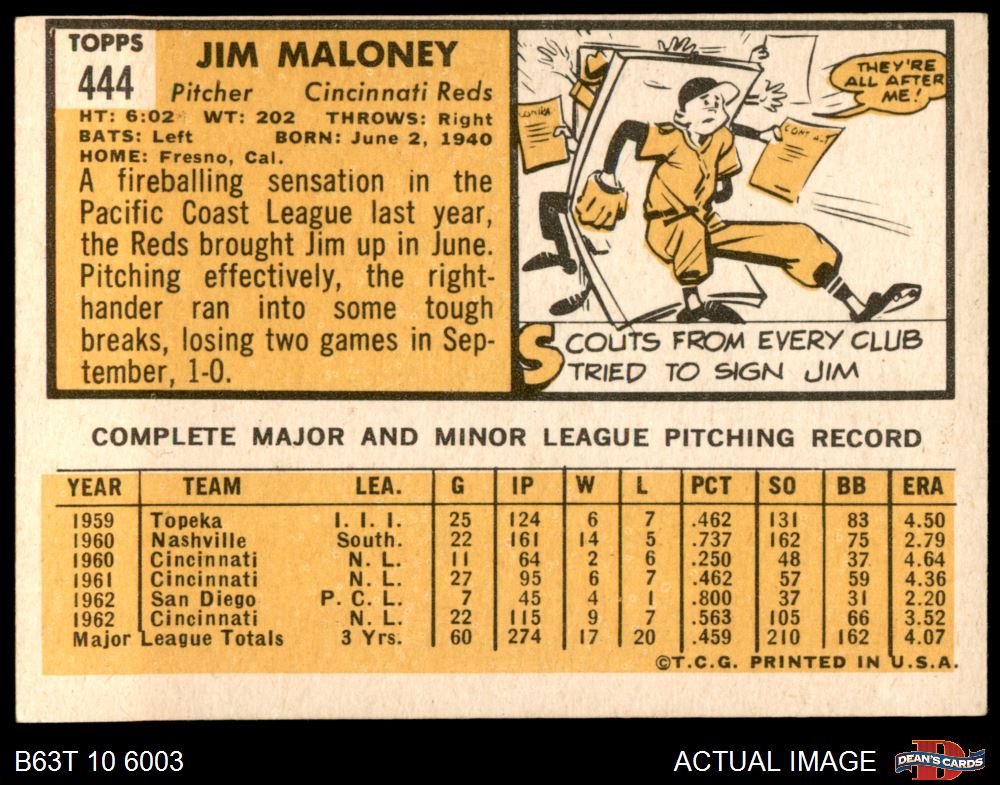 TOPPS
444
JIM MALONEY
Pitcher Cincinnati Reds
HT: 6:02 WT: 202 THROWS: Right
BATS: Left BORN: June 2, 1940
HOME: Fresno, Cal.
A fireballing sensation in the
Pacific Coast League last year,
the Reds brought Jim up in June.
Pitching effectively, the right-
hander ran into some tough
breaks, losing two games in Sep-
tember, 1-0.
THEY'RE
ALL AFTER
ME!
SCOUTS FROM EVERY CLUB
TRIED TO SIGN JIM
COMPLETE MAJOR AND MINOR LEAGUE PITCHING RECORD
YEAR TEAM LEA. G IP W L PCT SO BB ERA
1959 Topeka I. I. I. 25 124 6 7 .462 131 83 4.50
1960 Nashville South. 22 161 14 5 .737 162 75 2.79
1960 Cincinnati N. L. 11 64 2 6 .250 48 37 4.64
1961 Cincinnati N. L. 27 95 6 7 .462 57 59 4.36
1962 San Diego P. C. L. 7 45 4 1 .800 37 31 2.20
1962 Cincinnati N. L. 22 115 9 7 .563 105 66 3.52
Major League Totals 3 Yrs. 60 274 17 20 .459 210 162 4.07
©T.C.G. PRINTED IN U.S.A.
B63T 10 6003
ACTUAL IMAGE
D
DEAN'S CARDS